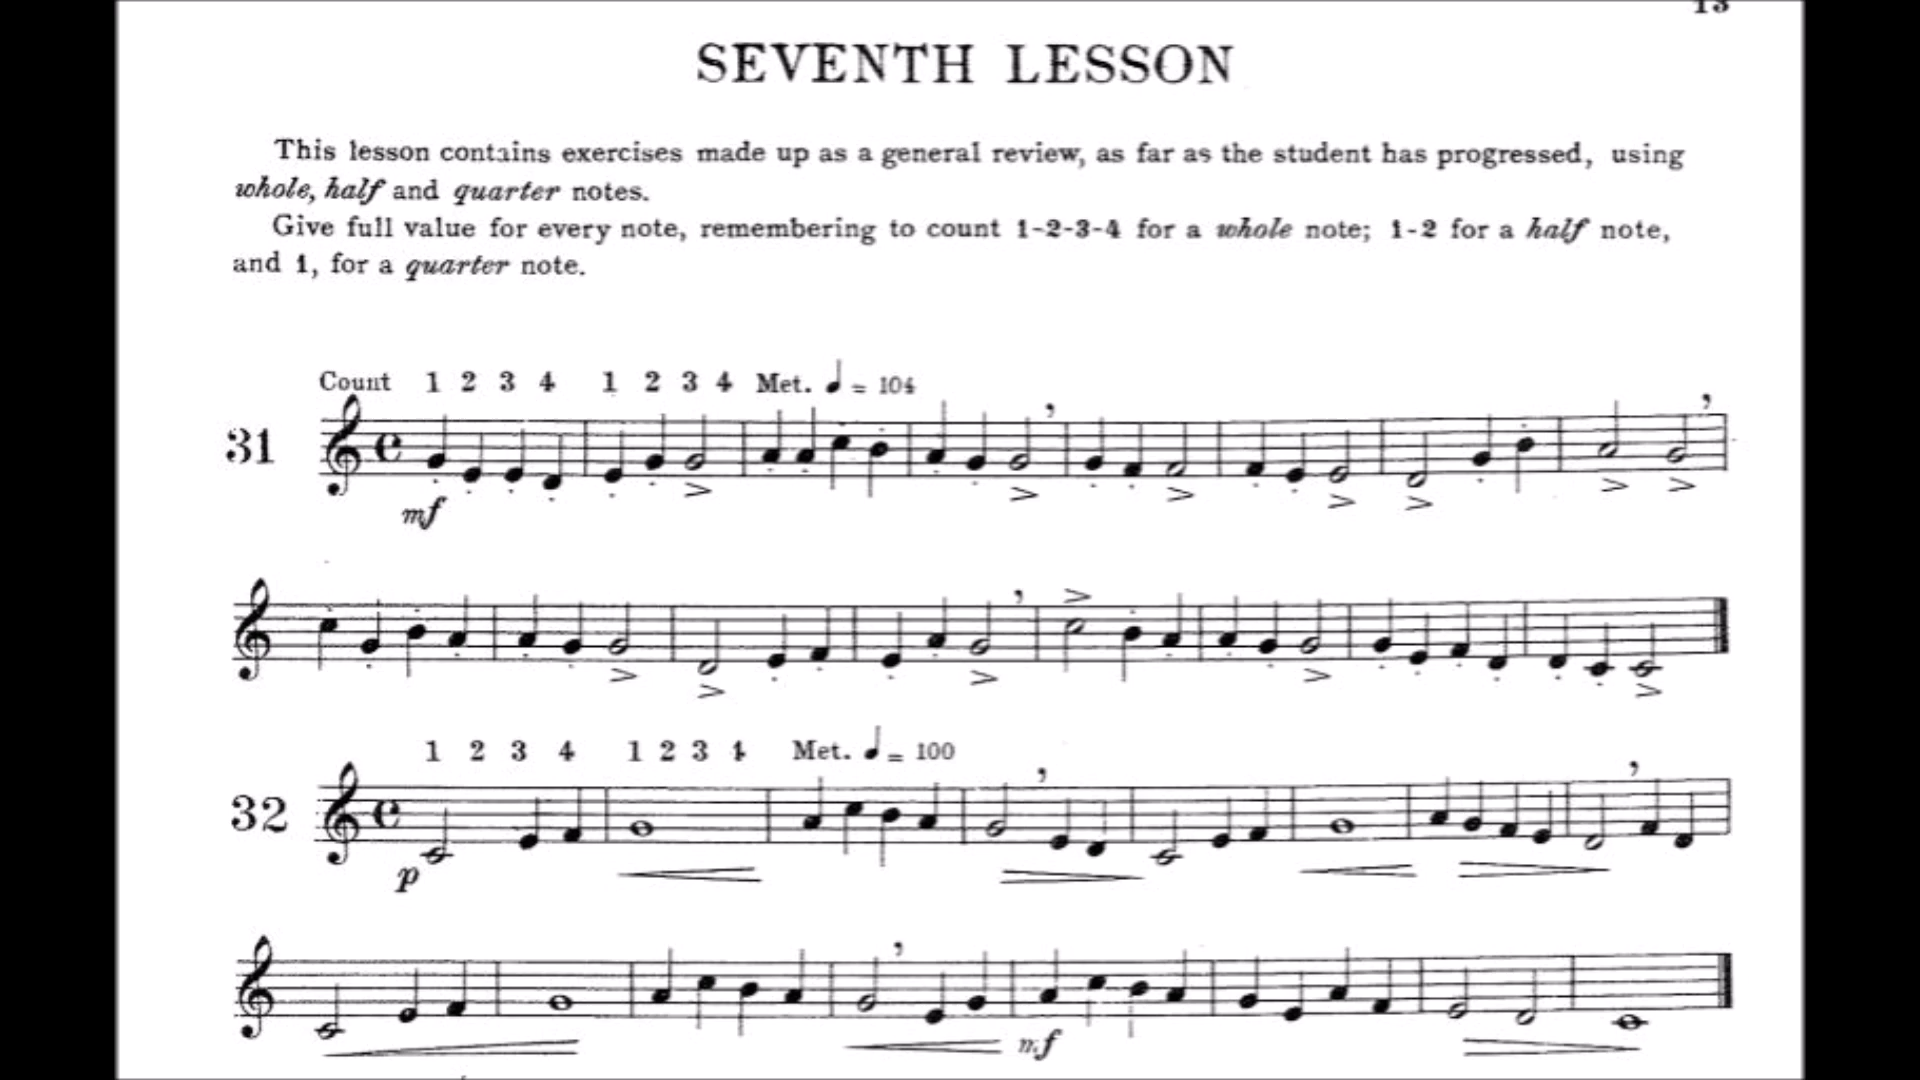 13
SEVENTH LESSON
This lesson contains exercises made up as a general review, as far as the student has progressed, using
whole, half and quarter notes.
Give full value for every note, remembering to count 1-2-3-4 for a whole note; 1-2 for a half note,
and 1, for a quarter note.
Count 1 2 3 4 1 2 3 4 Met. ♩ = 104
31
mf
1 2 3 4 1 2 3 4 Met. ♩ = 100
32
p
mf